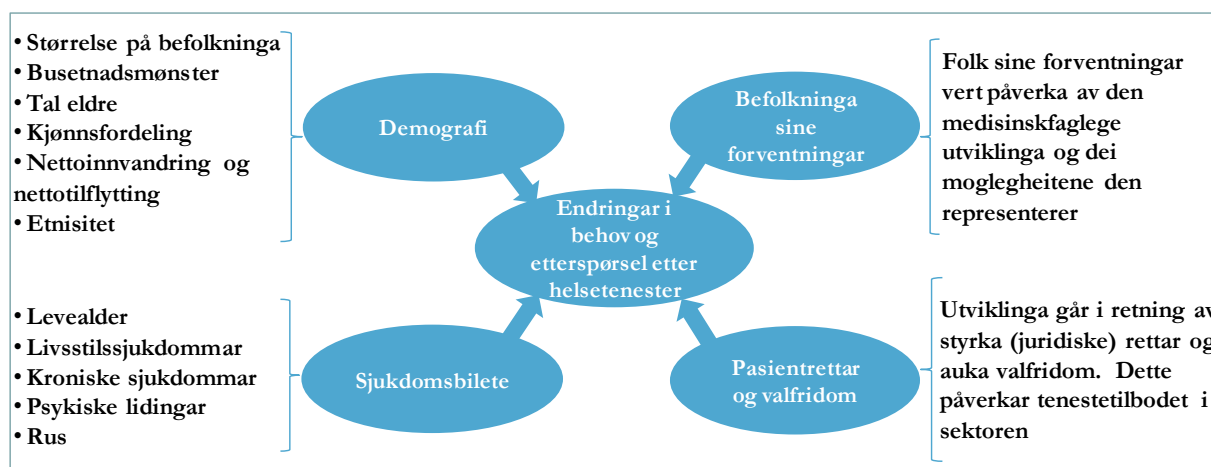 • Størrelse på befolkninga
• Busetnadsmønster
• Tal eldre
• Kjønnsfordeling
• Nettoinnvandring og
nettotilflytting
• Etnisitet
Demografi
Befolkninga
sine
forventningar
Folk sine forventningar
vert påverka av den
medisinskfaglege
utviklinga og dei
moglegheitene den
representerer
Endringar i
behov og
etterspørsel etter
helsetenester
• Levealder
• Livsstilssjukdommar
• Kroniske sjukdommar
• Psykiske lidingar
• Rus
Sjukdomsbilete
Pasientrettar
og valfridom
Utviklinga går i retning av
styrka (juridiske) rettar og
auka valfridom. Dette
påverkar tenestetilbodet i
sektoren